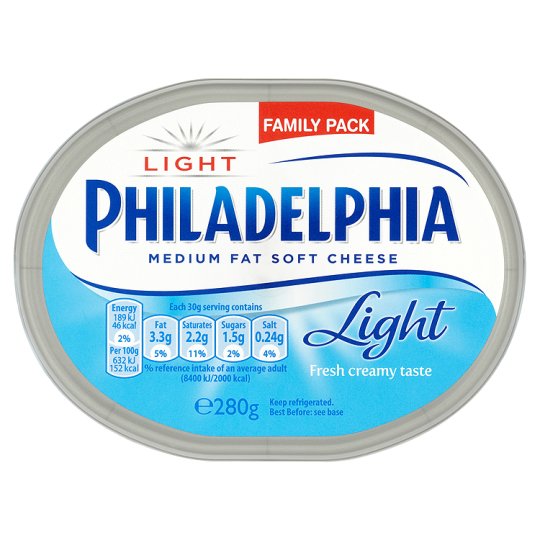 FAMILY PACK
LIGHT
PHILADELPHIA
MEDIUM FAT SOFT CHEESE
Each 30g serving contains
Energy
189 kJ
46 kcal
2%
Per 100g
632 kJ
152 kcal
Fat
3.3g
5%
Saturates
2.2g
11%
Sugars
1.5g
2%
Salt
0.24g
4%
% reference intake of an average adult
(8400 kJ/2000 kcal)
Light
Fresh creamy taste
℮280g
Keep refrigerated.
Best Before: see base